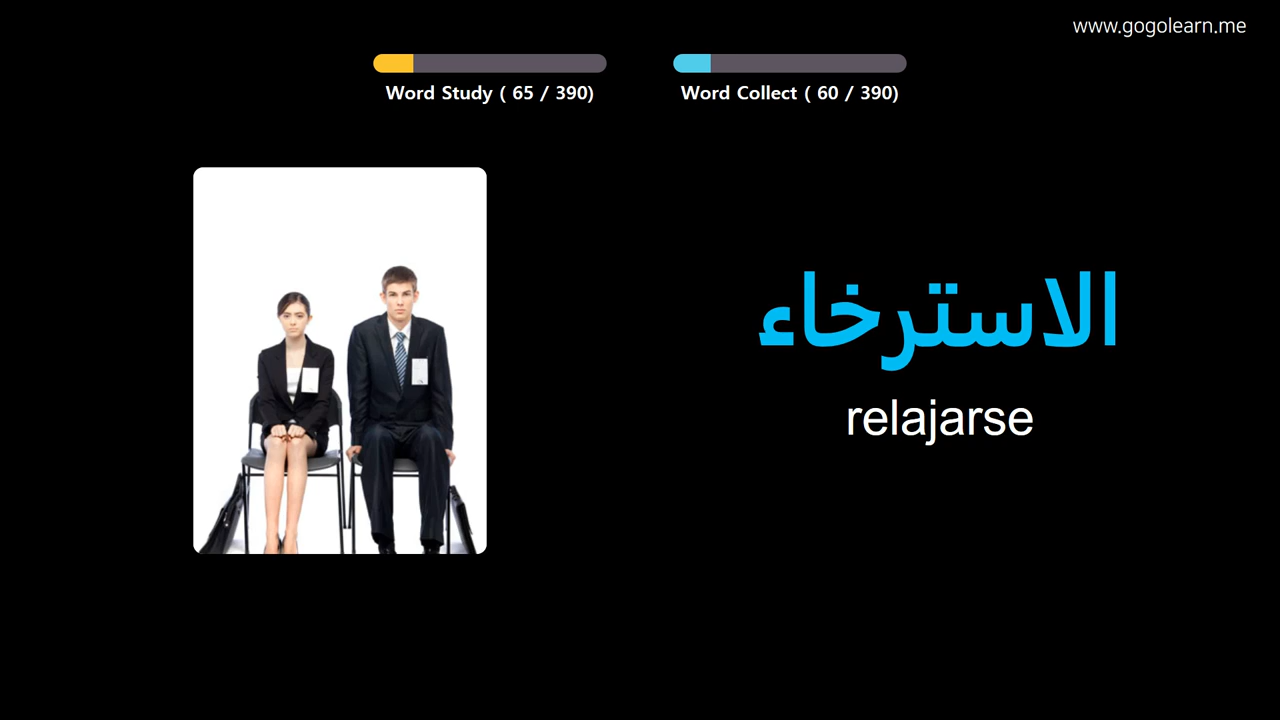 www.gogolearn.me
Word Study ( 65 / 390)
Word Collect ( 60 / 390)
الاسترخاء
relajarse